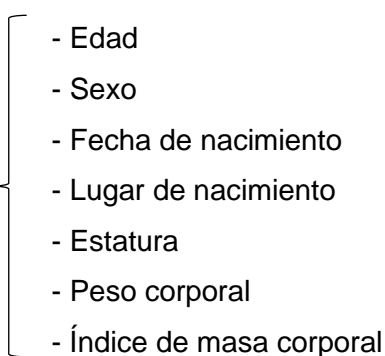 - Edad
- Sexo
- Fecha de nacimiento
- Lugar de nacimiento
- Estatura
- Peso corporal
- Índice de masa corporal